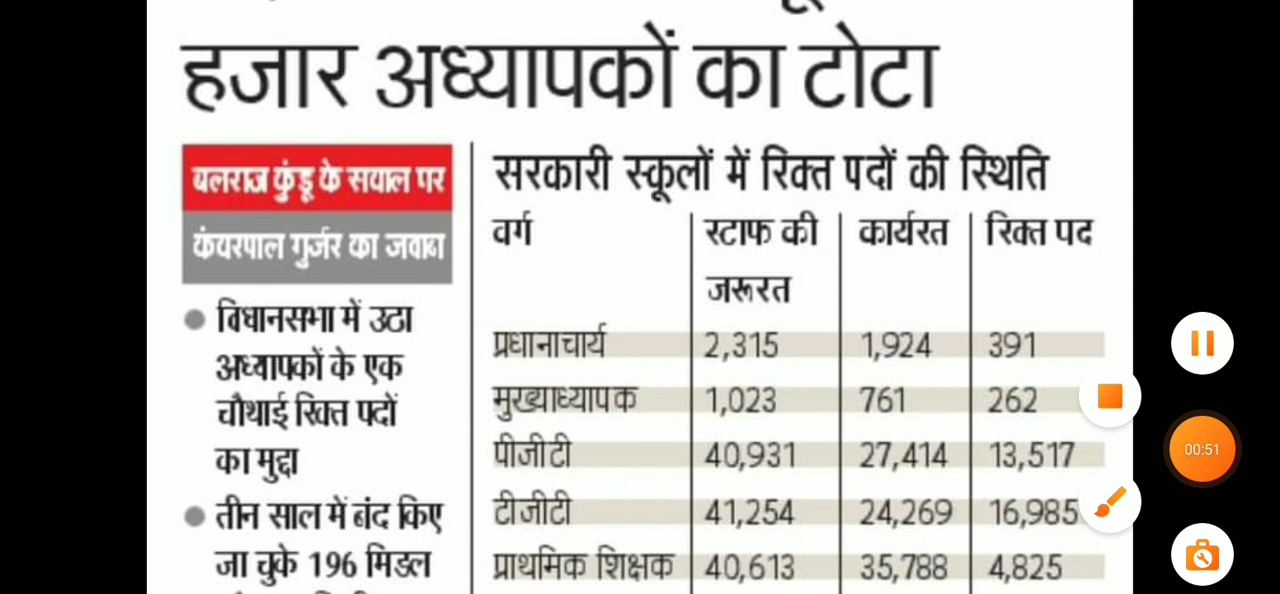 हजार अध्यापकों का टोटा
बलराज कुंडू के सवाल पर
कंवरपाल गुर्जर का जवाब
विधानसभा में उठा
अध्यापकों के एक
चौथाई रिक्त पदों
का मुद्दा
तीन साल में बंद किए
जा चुके 196 मिडल
सरकारी स्कूलों में रिक्त पदों की स्थिति
वर्ग स्टाफ की जरूरत कार्यरत रिक्त पद
प्रधानाचार्य 2,315 1,924 391
मुख्याध्यापक 1,023 761 262
पीजीटी 40,931 27,414 13,517
टीजीटी 41,254 24,269 16,985
प्राथमिक शिक्षक 40,613 35,788 4,825
00:51